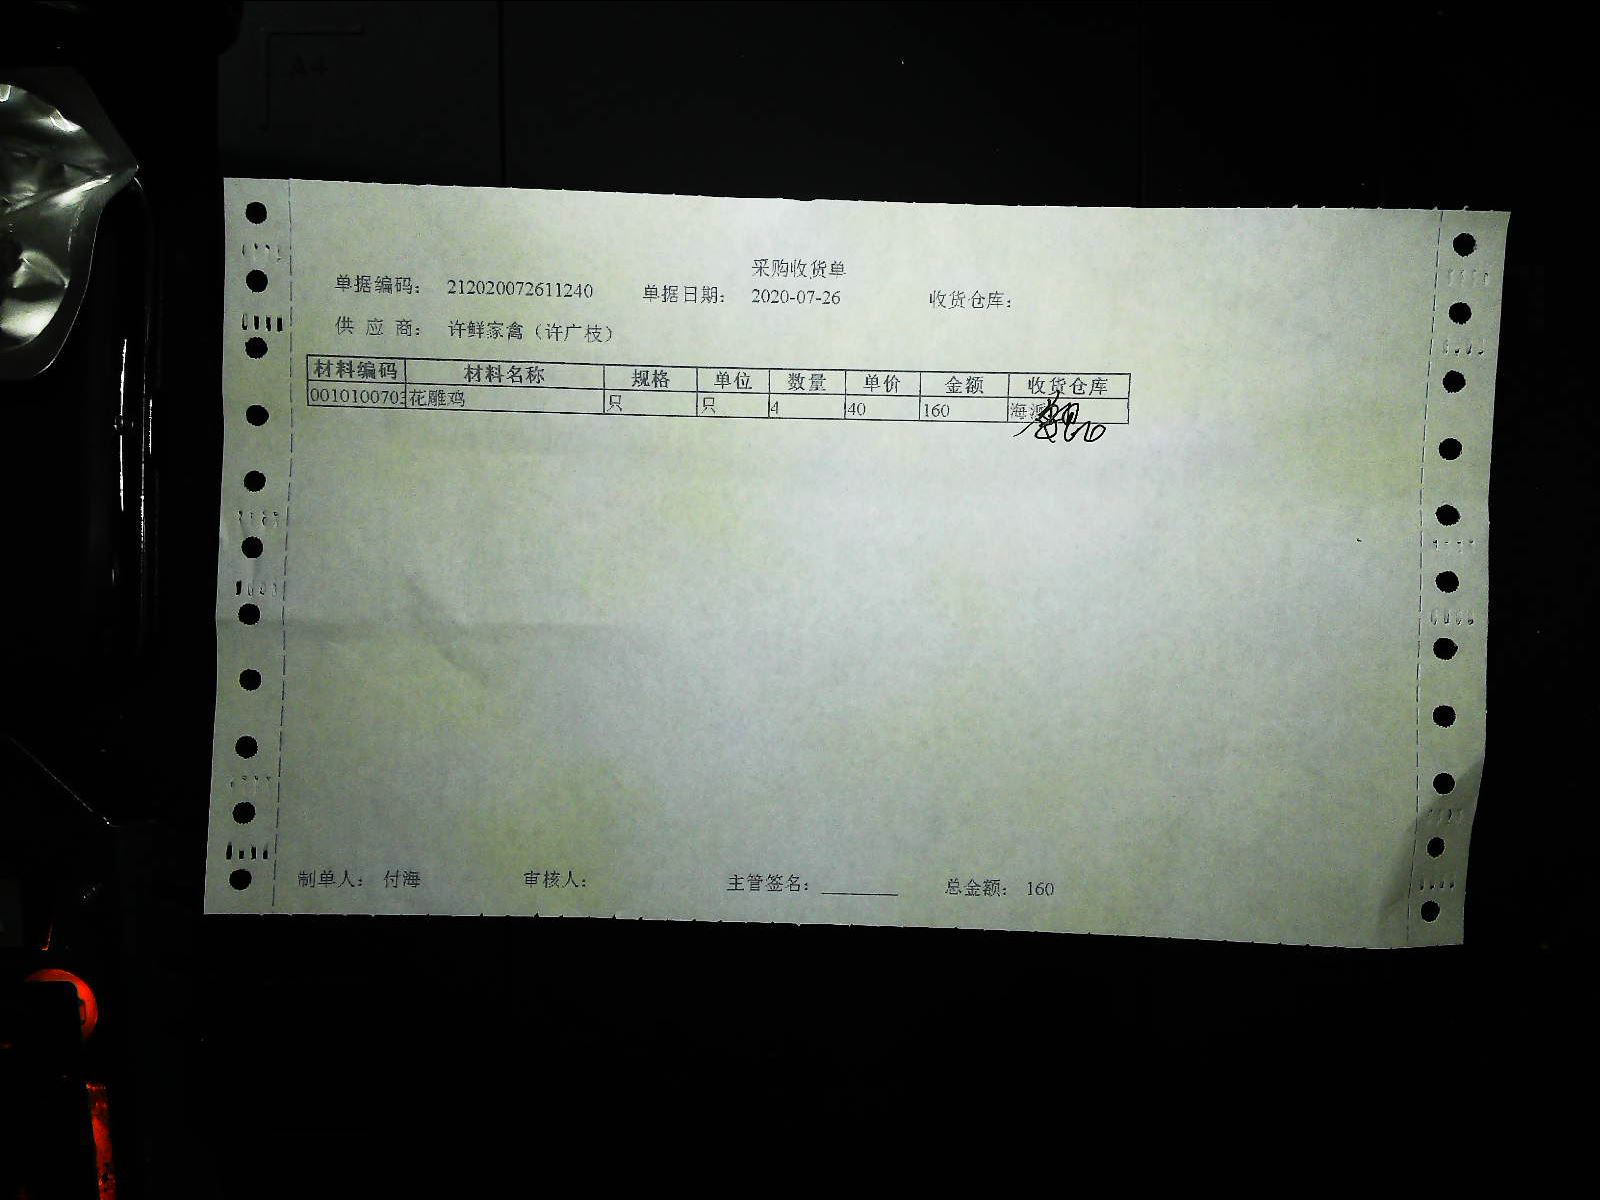 采购收货单
单据编码： 212020072611240 单据日期： 2020-07-26 收货仓库：
供 应 商： 许鲜家禽（许广枝）
材料编码 材料名称 规格 单位 数量 单价 金额 收货仓库
0010100703 花雕鸡 只 只 4 40 160 海
制单人： 付海 审核人： 主管签名： ________ 总金额： 160